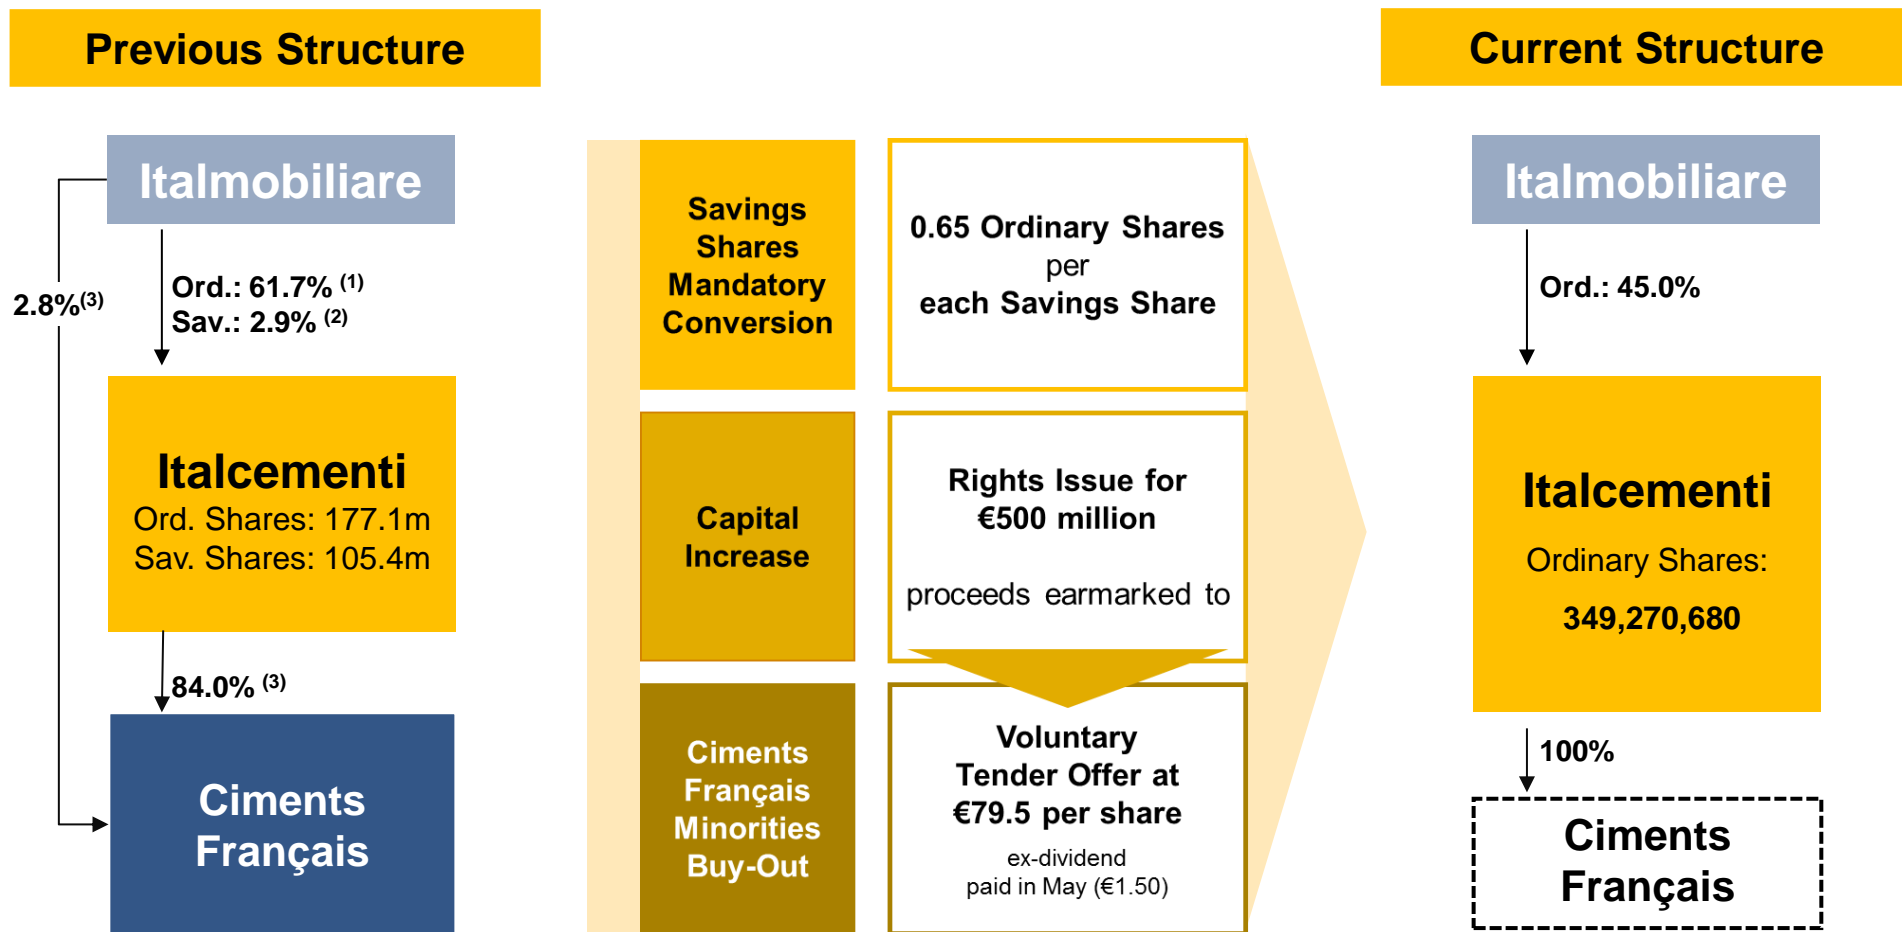 Previous Structure
Current Structure
Italmobiliare
2.8%(3)
Ord.: 61.7% (1)
Sav.: 2.9% (2)
Italcementi
Ord. Shares: 177.1m
Sav. Shares: 105.4m
84.0% (3)
Ciments
Français
Savings
Shares
Mandatory
Conversion
0.65 Ordinary Shares
per
each Savings Share
Capital
Increase
Rights Issue for
€500 million
proceeds earmarked to
Ciments
Français
Minorities
Buy-Out
Voluntary
Tender Offer at
€79.5 per share
ex-dividend
paid in May (€1.50)
Italmobiliare
Ord.: 45.0%
Italcementi
Ordinary Shares:
349,270,680
100%
Ciments
Français